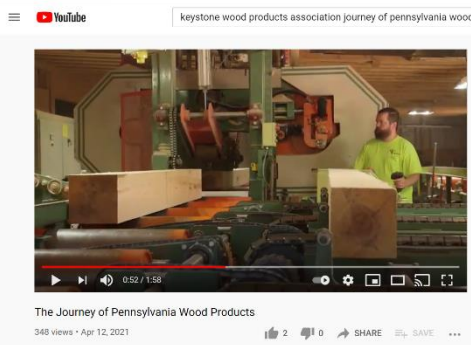 YouTube
keystone wood products association journey of pennsylvania wood
0:52 / 1:58
The Journey of Pennsylvania Wood Products
348 views • Apr 12, 2021
2
0
SHARE
SAVE